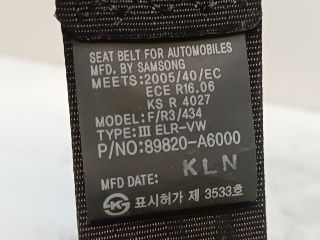 SEAT BELT FOR AUTOMOBILES
MFD. BY SAMSONG
MEETS:2005/40/EC
ECE R16.06
KS R 4027
MODEL:F/R3/434
TYPE:Ⅲ ELR-VW
P/NO:89820-A6000
KLN
MFD DATE:
표시허가 제 3533호